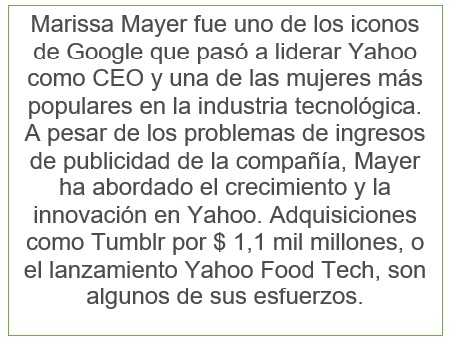 Marissa Mayer fue uno de los iconos
de Google que pasó a liderar Yahoo
como CEO y una de las mujeres más
populares en la industria tecnológica.
A pesar de los problemas de ingresos
de publicidad de la compañía, Mayer
ha abordado el crecimiento y la
innovación en Yahoo. Adquisiciones
como Tumblr por $ 1,1 mil millones, o
el lanzamiento Yahoo Food Tech, son
algunos de sus esfuerzos.